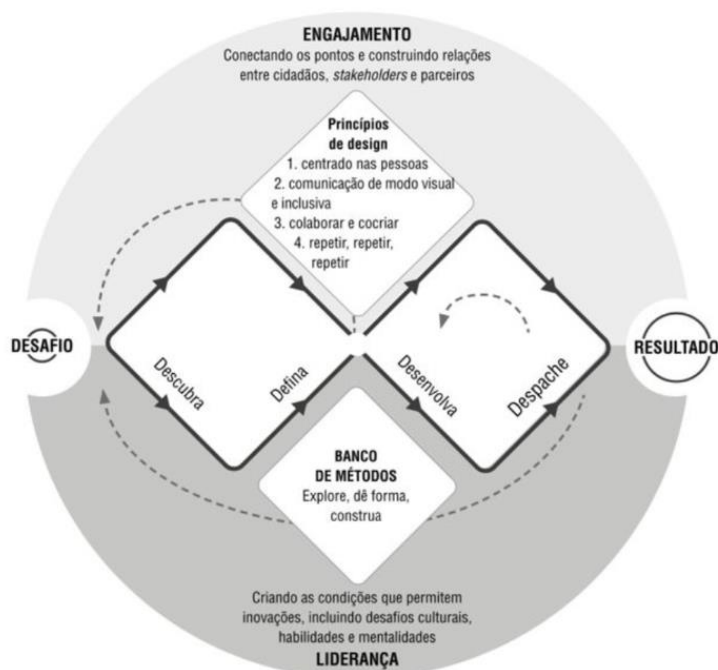 ENGAJAMENTO
Conectando os pontos e construindo relações
entre cidadãos, stakeholders e parceiros
Princípios
de design
1. centrado nas pessoas
2. comunicação de modo visual
e inclusiva
3. colaborar e cocriar
4. repetir, repetir,
repetir
DESAFIO
RESULTADO
Descubra
Defina
Desenvolva
Despache
BANCO
DE MÉTODOS
Explore, dê forma,
construa
Criando as condições que permitem
inovações, incluindo desafios culturais,
habilidades e mentalidades
LIDERANÇA